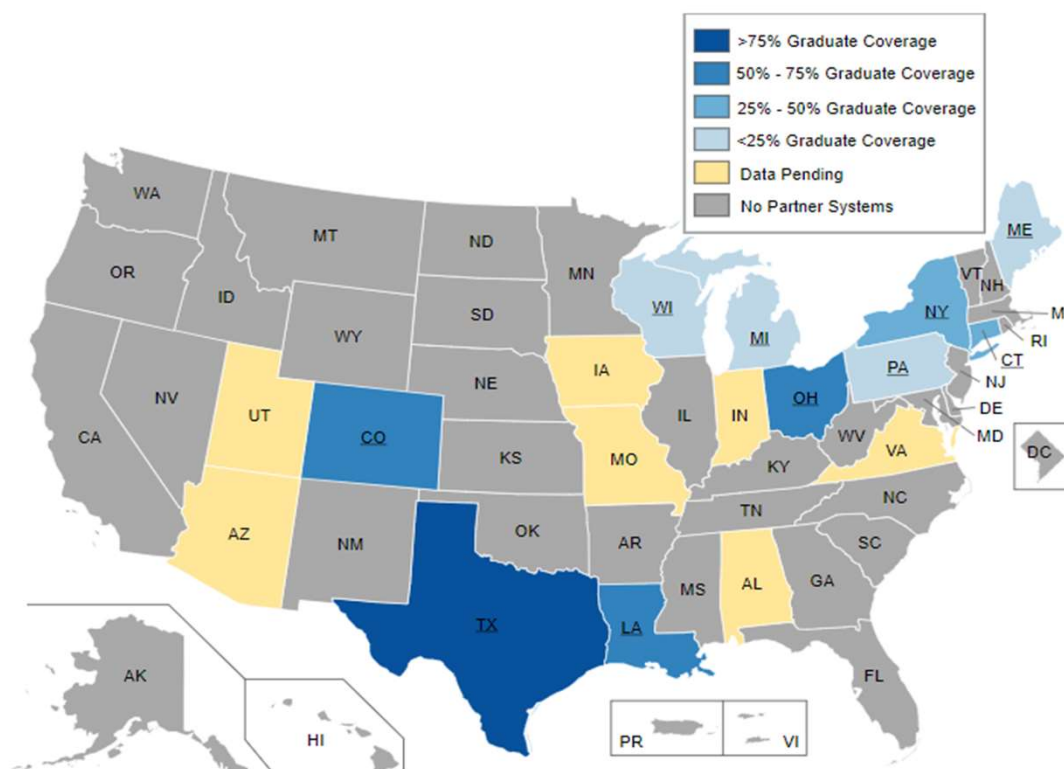 >75% Graduate Coverage
50% - 75% Graduate Coverage
25% - 50% Graduate Coverage
<25% Graduate Coverage
Data Pending
No Partner Systems
WA
MT
ND
MN
ME
VT
NH
OR
ID
SD
WI
NY
M
WY
MI
RI
CT
IA
PA
NE
NJ
NV
UT
IL
IN
OH
DE
CA
CO
WV
MD
KS
MO
KY
VA
DC
NC
TN
AZ
NM
OK
AR
SC
MS
AL
GA
TX
LA
FL
AK
HI
PR
VI